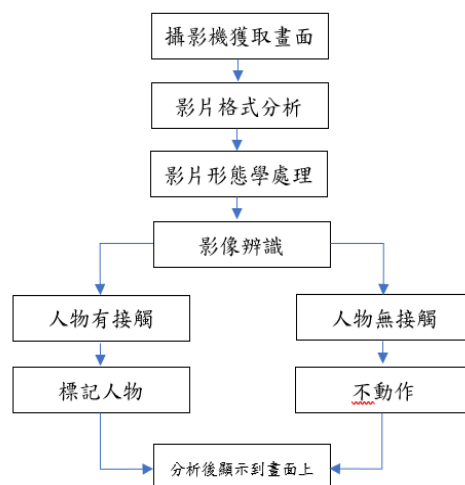 攝影機獲取畫面
影片格式分析
影片形態學處理
影像辨識
人物有接觸
人物無接觸
標記人物
不動作
分析後顯示到畫面上